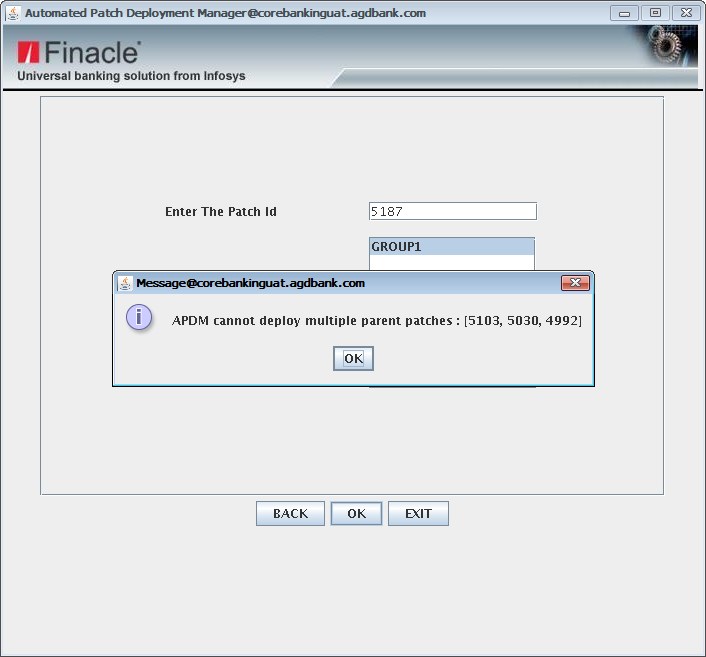 Automated Patch Deployment Manager@corebankinguat.agdbank.com
Finacle
Universal banking solution from Infosys
Enter The Patch Id
5187
GROUP1
Message@corebankinguat.agdbank.com
APDM cannot deploy multiple parent patches : [5103, 5030, 4992]
OK
BACK OK EXIT